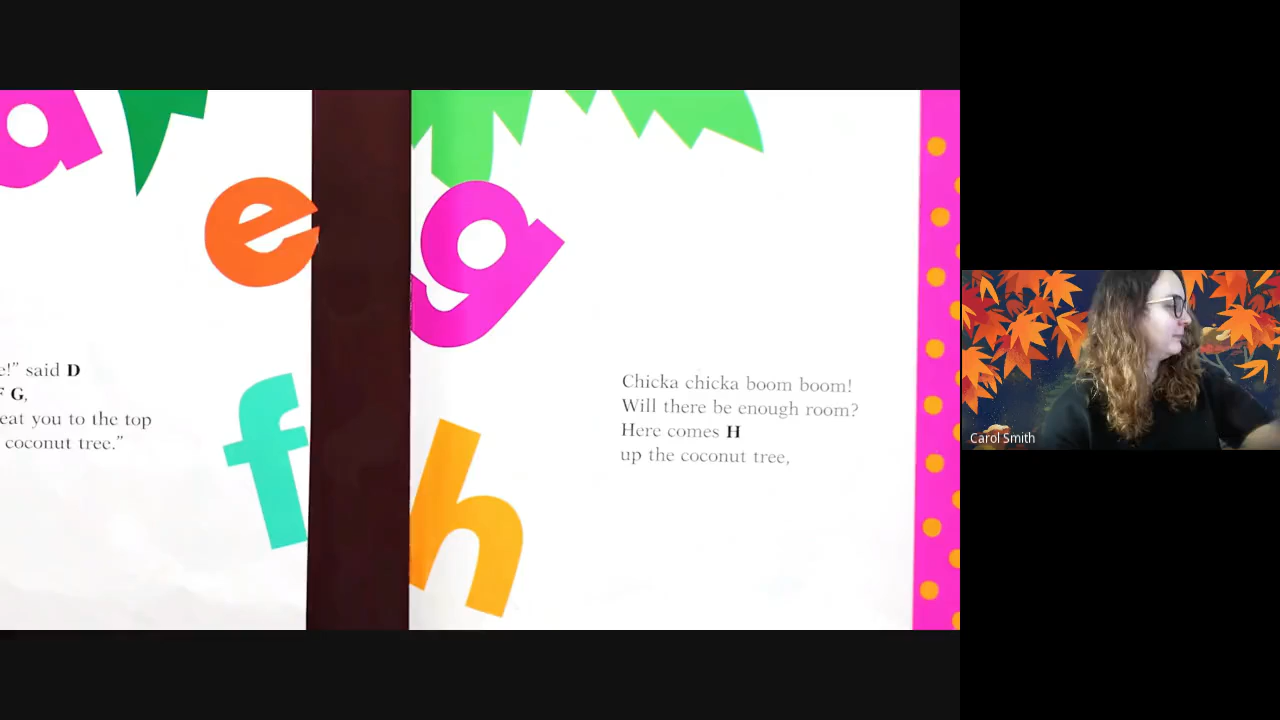 a
e
g
f
h
e!” said D
F G,
eat you to the top
coconut tree.”
Chicka chicka boom boom!
Will there be enough room?
Here comes H
up the coconut tree,
Carol Smith